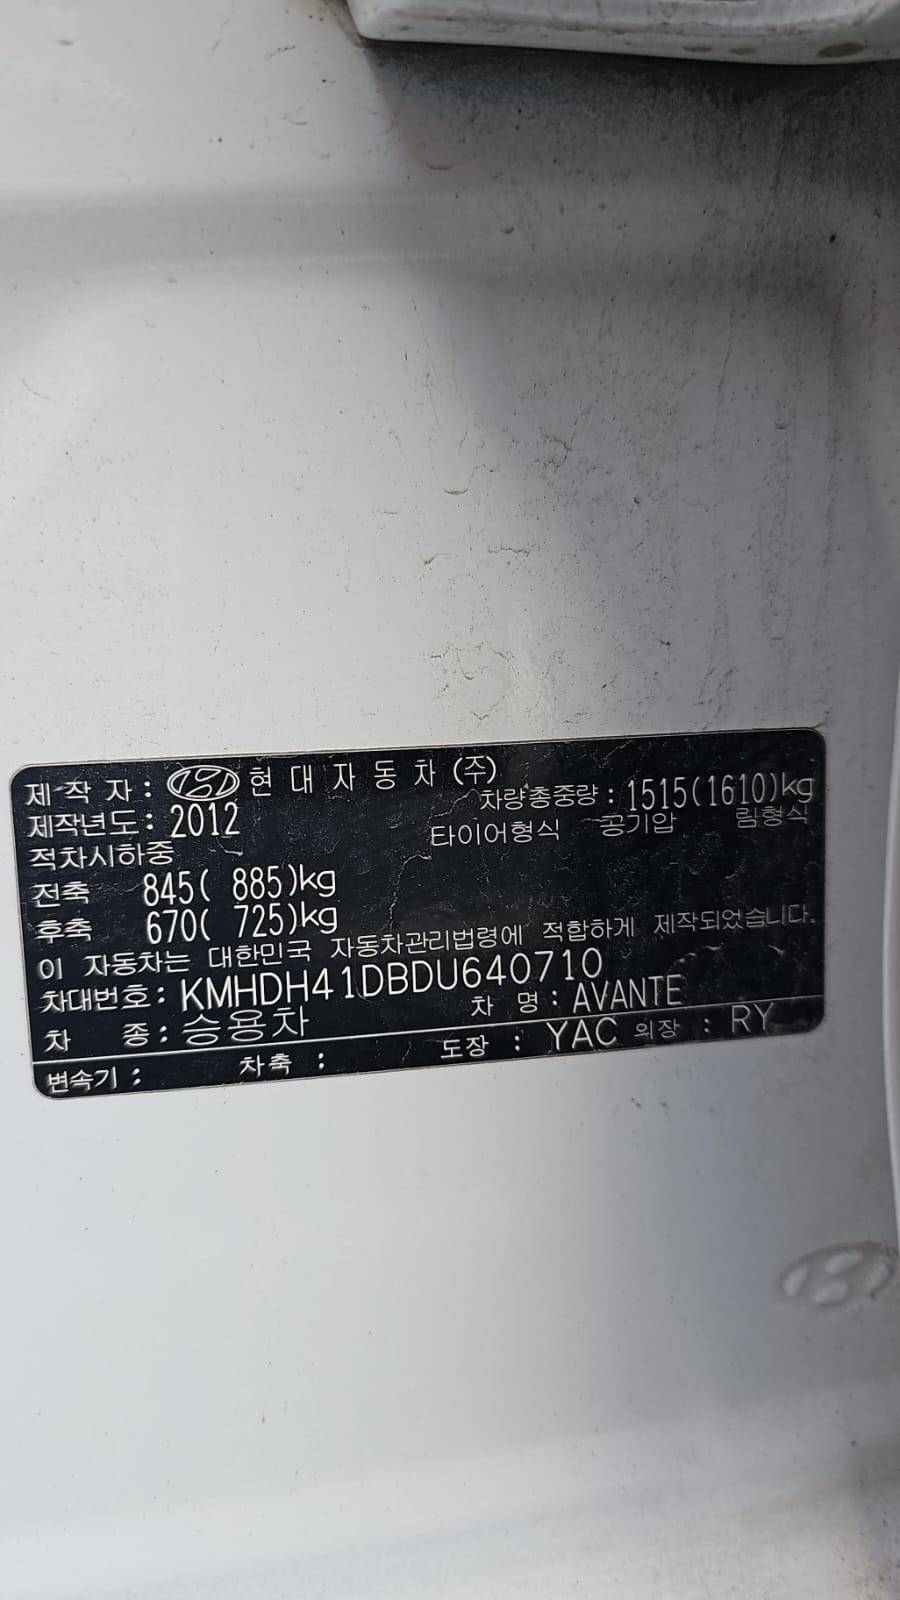 제 작 자 : 현 대 자 동 차 (주)
제작년도 : 2012 차량총중량 : 1515(1610)kg
적차시하중 타이어형식 공기압 림형식
전축 845( 885)kg
후축 670( 725)kg
이 자동차는 대한민국 자동차관리법령에 적합하게 제작되었습니다.
차대번호 : KMHDH41DBDU640710
차 종 : 승용차 차 명 : AVANTE
변속기 : 차축 : 도장 : YAC 의장 : RY